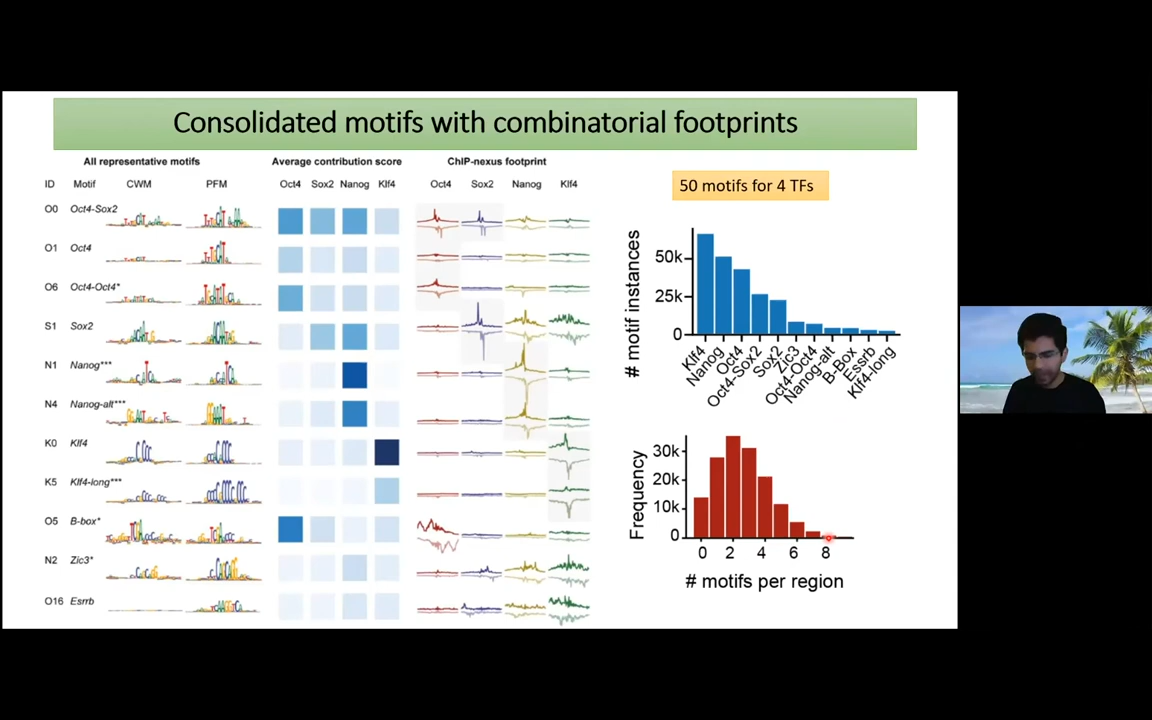 Consolidated motifs with combinatorial footprints
All representative motifs
Average contribution score
ChIP-nexus footprint
ID Motif CWM PFM Oct4 Sox2 Nanog Klf4 Oct4 Sox2 Nanog Klf4
O0 Oct4-Sox2
O1 Oct4
O6 Oct4-Oct4*
S1 Sox2
N1 Nanog***
N4 Nanog-alt***
K0 Klf4
K5 Klf4-long***
O5 B-box*
N2 Zic3*
O16 Esrrb
50 motifs for 4 TFs
# motif instances
50k
25k
0
Klf4
Nanog
Oct4
Oct4-Sox2
Sox2
Zic3
Oct4-Oct4
Nanog-alt
B-Box
Essrb
Klf4-long
Frequency
30k
20k
10k
0
0 2 4 6 8
# motifs per region